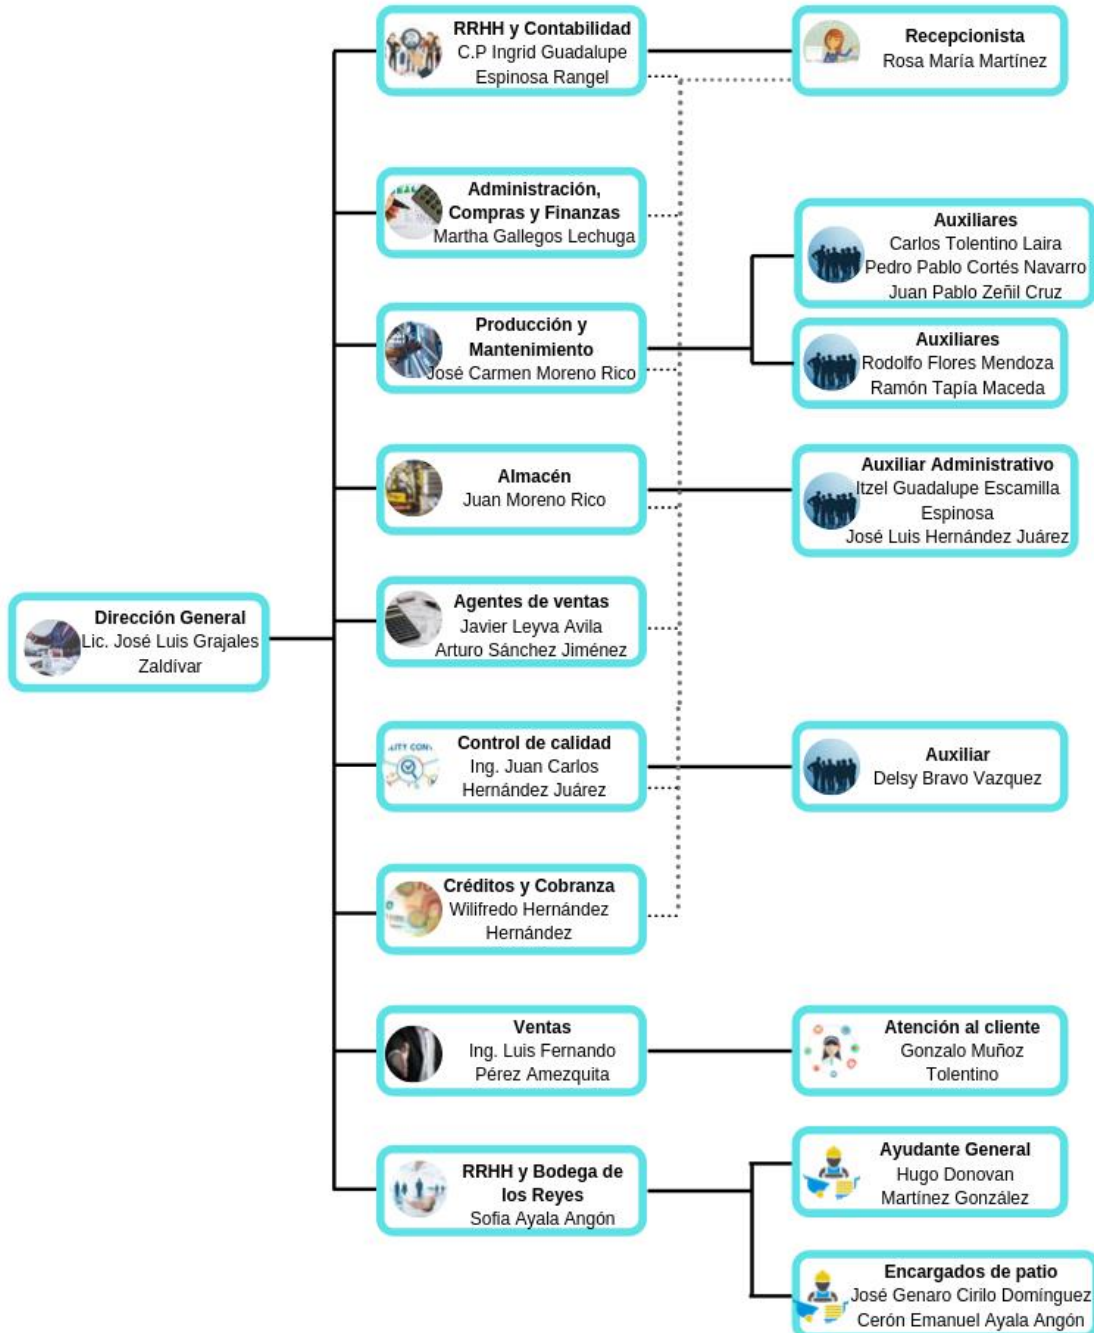 RRHH y Contabilidad
C.P Ingrid Guadalupe
Espinosa Rangel
Recepcionista
Rosa María Martínez
Administración,
Compras y Finanzas
Martha Gallegos Lechuga
Auxiliares
Carlos Tolentino Laira
Pedro Pablo Cortés Navarro
Juan Pablo Zeñil Cruz
Producción y
Mantenimiento
José Carmen Moreno Rico
Auxiliares
Rodolfo Flores Mendoza
Ramón Tapía Maceda
Almacén
Juan Moreno Rico
Auxiliar Administrativo
Itzel Guadalupe Escamilla
Espinosa
José Luis Hernández Juárez
Agentes de ventas
Javier Leyva Avila
Arturo Sánchez Jiménez
Dirección General
Lic. José Luis Grajales
Zaldívar
Control de calidad
Ing. Juan Carlos
Hernández Juárez
Auxiliar
Delsy Bravo Vazquez
Créditos y Cobranza
Wilifredo Hernández
Hernández
Ventas
Ing. Luis Fernando
Pérez Amezquita
Atención al cliente
Gonzalo Muñoz
Tolentino
RRHH y Bodega de
los Reyes
Sofia Ayala Angón
Ayudante General
Hugo Donovan
Martínez González
Encargados de patio
José Genaro Cirilo Domínguez
Cerón Emanuel Ayala Angón